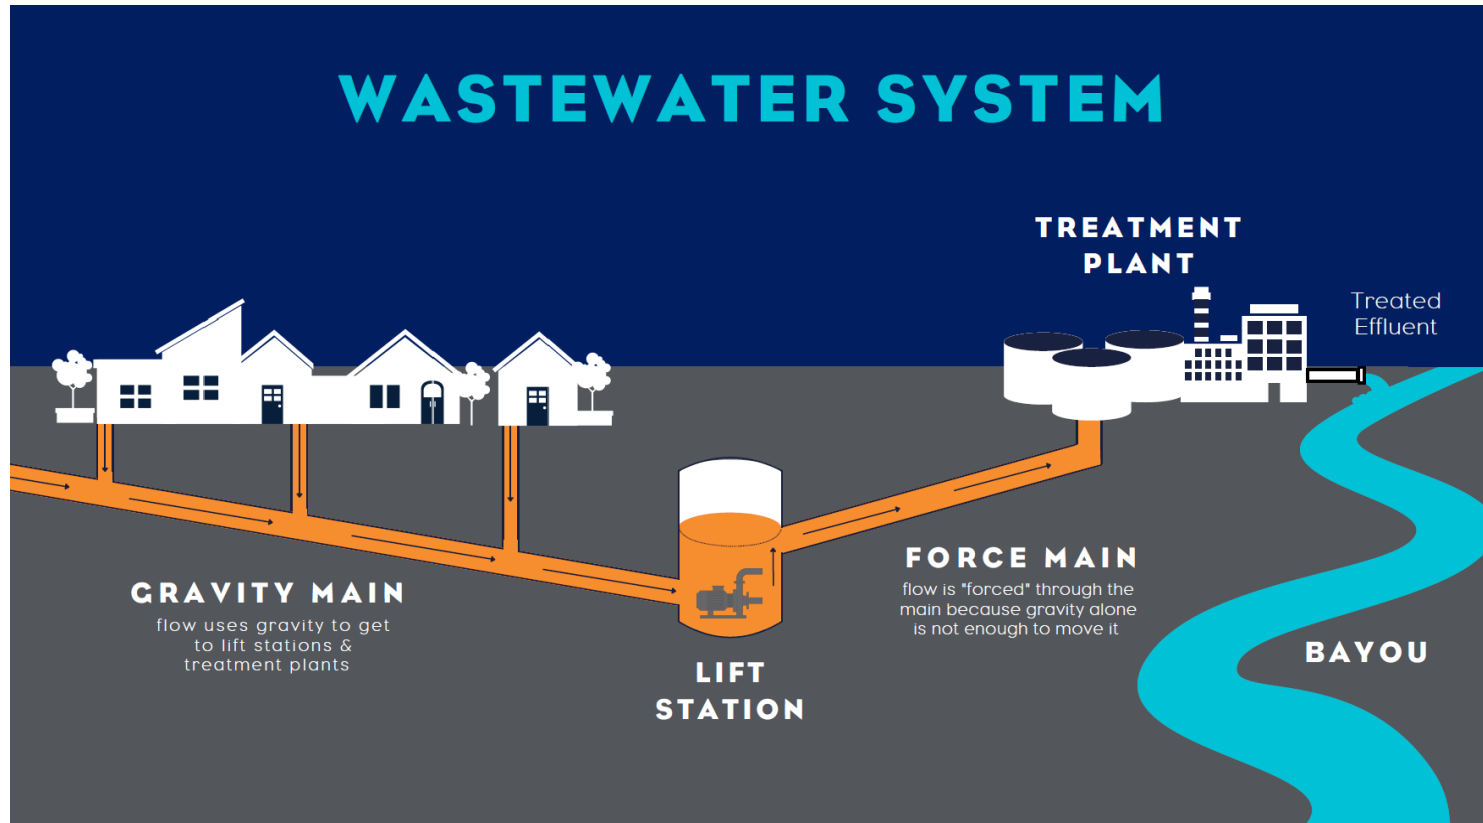 WASTEWATER SYSTEM
TREATMENT
PLANT
Treated
Effluent
GRAVITY MAIN
flow uses gravity to get
to lift stations &
treatment plants
LIFT
STATION
FORCE MAIN
flow is "forced" through the
main because gravity alone
is not enough to move it
BAYOU